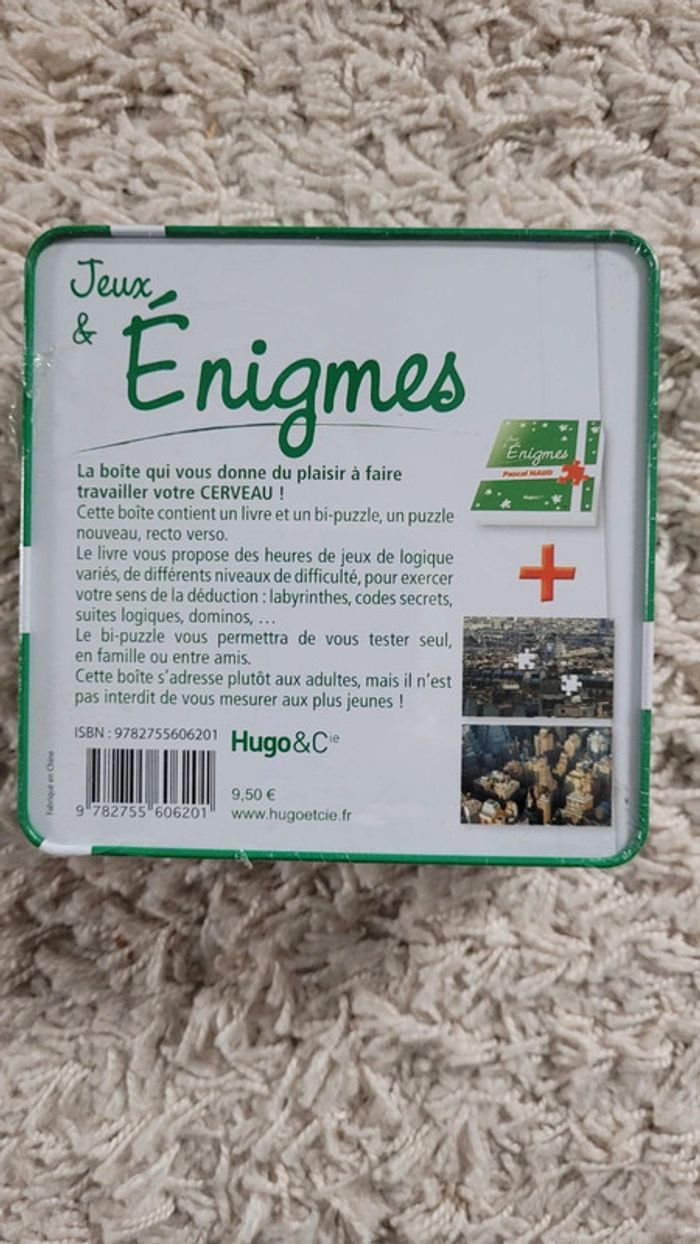 Jeux
& Énigmes
La boîte qui vous donne du plaisir à faire
travailler votre CERVEAU !
Cette boîte contient un livre et un bi-puzzle, un puzzle
nouveau, recto verso.
Le livre vous propose des heures de jeux de logique
variés, de différents niveaux de difficulté, pour exercer
votre sens de la déduction : labyrinthes, codes secrets,
suites logiques, dominos, ...
Le bi-puzzle vous permettra de vous tester seul,
en famille ou entre amis.
Cette boîte s'adresse plutôt aux adultes, mais il n'est
pas interdit de vous mesurer aux plus jeunes !
Jeux
& Énigmes
Pascal NAUD
Hugo&Cie
ISBN : 9782755606201
Hugo&Cie
9 782755 606201
9,50 €
www.hugoetcie.fr
Fabriqué en Chine